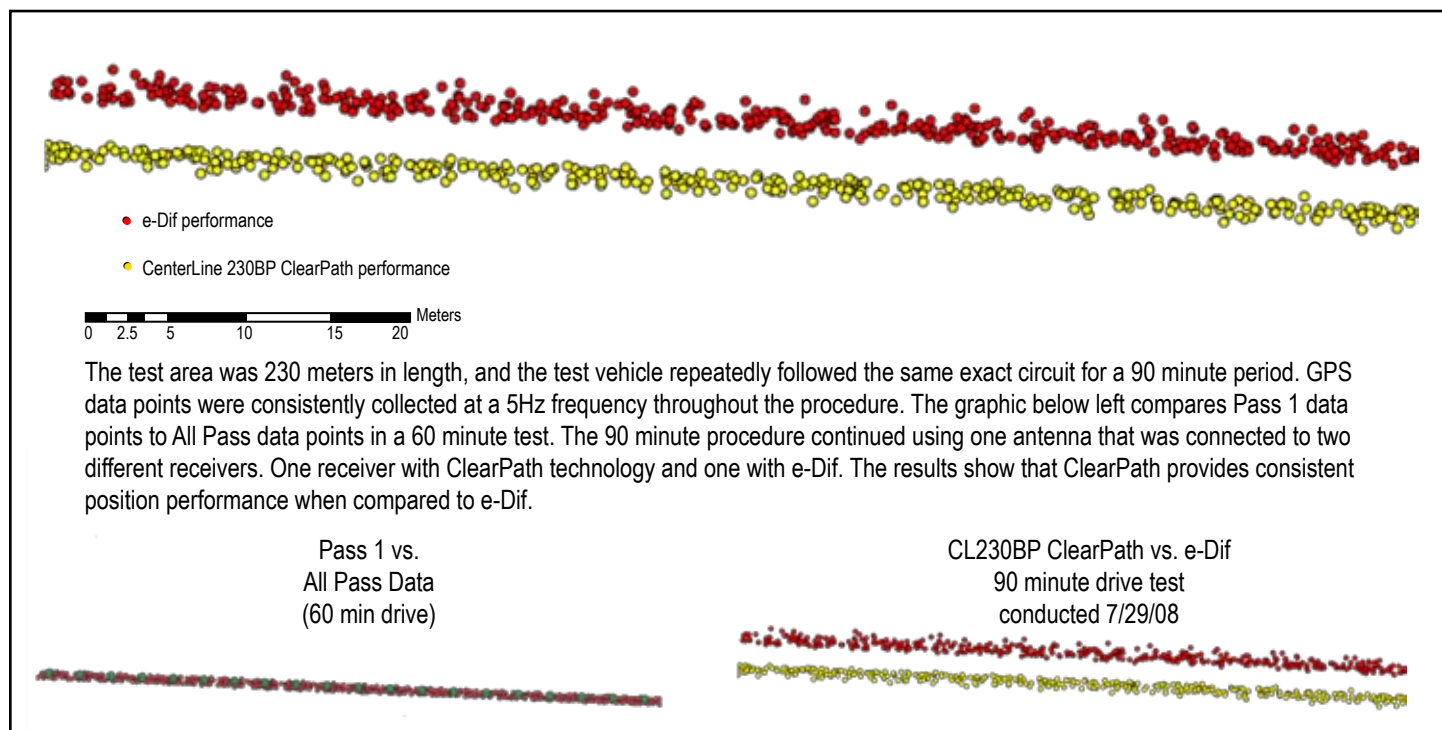 e-Dif performance
CenterLine 230BP ClearPath performance
Meters
0 2.5 5 10 15 20
The test area was 230 meters in length, and the test vehicle repeatedly followed the same exact circuit for a 90 minute period. GPS
data points were consistently collected at a 5Hz frequency throughout the procedure. The graphic below left compares Pass 1 data
points to All Pass data points in a 60 minute test. The 90 minute procedure continued using one antenna that was connected to two
different receivers. One receiver with ClearPath technology and one with e-Dif. The results show that ClearPath provides consistent
position performance when compared to e-Dif.
Pass 1 vs.
All Pass Data
(60 min drive)
CL230BP ClearPath vs. e-Dif
90 minute drive test
conducted 7/29/08